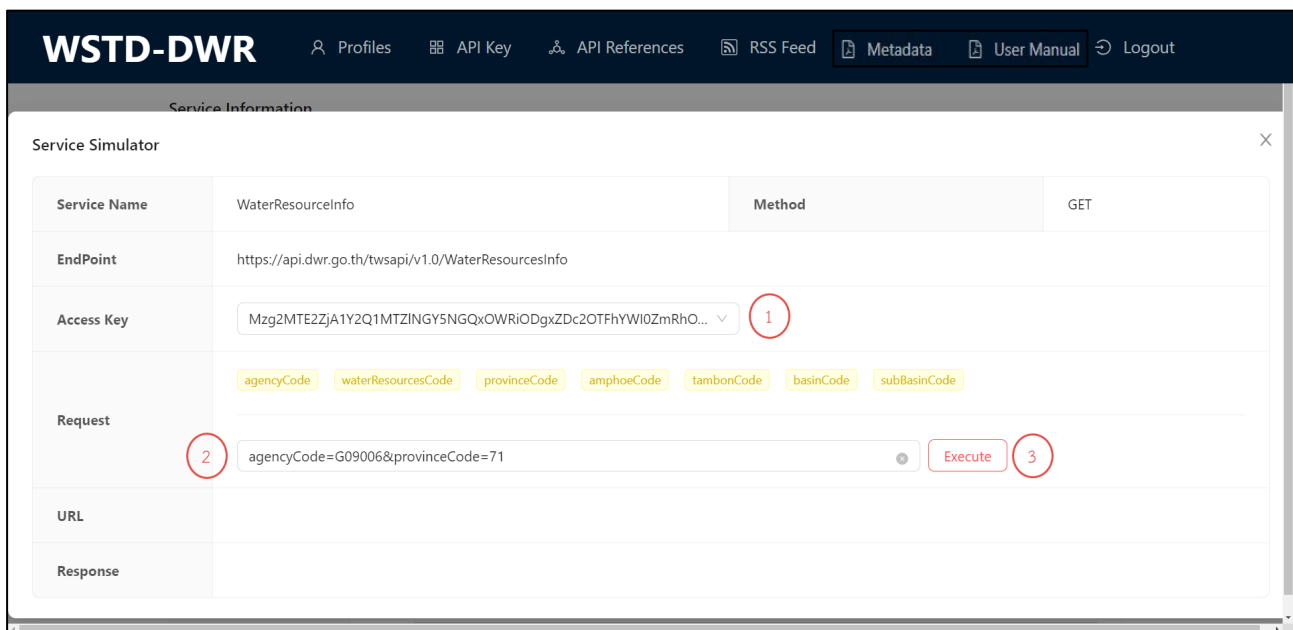 WSTD-DWR Profiles API Key API References RSS Feed Metadata User Manual Logout
Service Information
Service Simulator
Service Name WaterResourceInfo Method GET
EndPoint https://api.dwr.go.th/twsapi/v1.0/WaterResourcesInfo
Access Key Mzg2MTE2ZjA1Y2Q1MTZlNGY5NGQxOWRiODgxZDc2OTFhYWI0ZmRhO... 1
agencyCode waterResourcesCode provinceCode amphoeCode tambonCode basinCode subBasinCode
Request
2 agencyCode=G09006&provinceCode=71 Execute 3
URL
Response